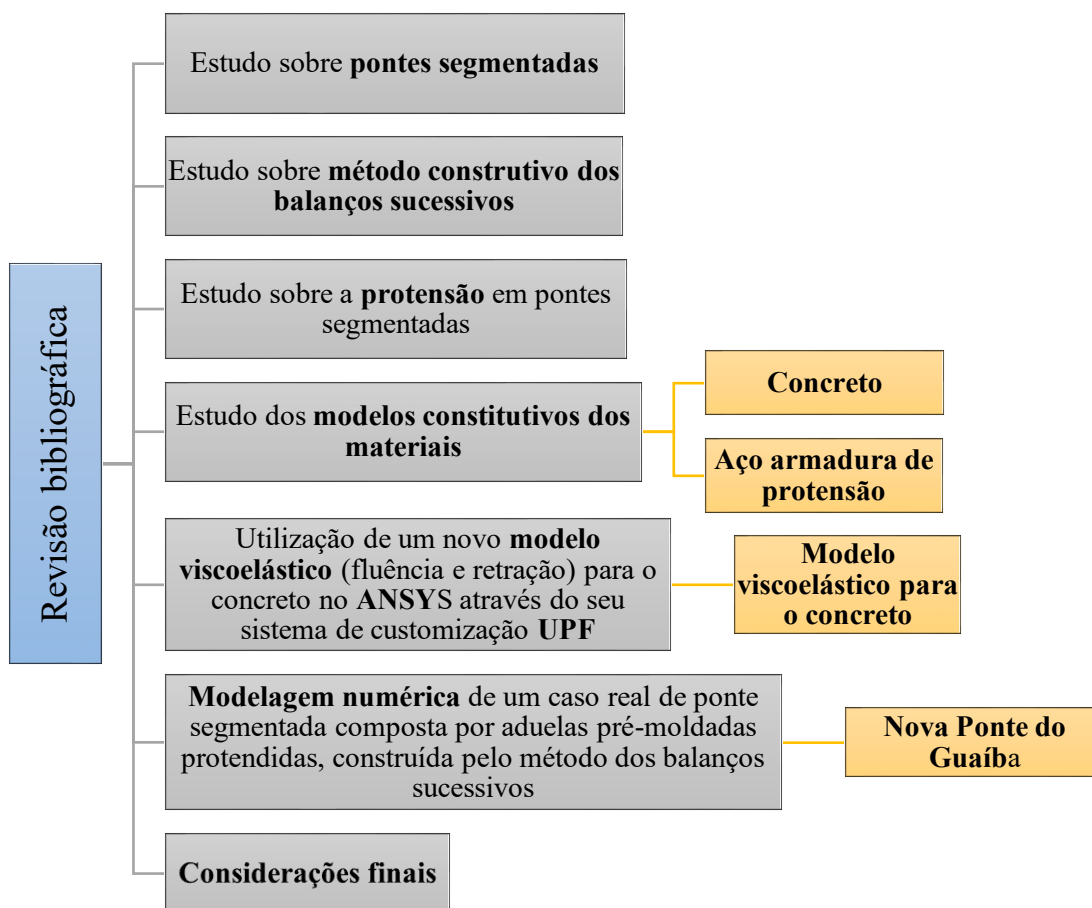 Revisão bibliográfica
Estudo sobre pontes segmentadas
Estudo sobre método construtivo dos
balanços sucessivos
Estudo sobre a protensão em pontes
segmentadas
Estudo dos modelos constitutivos dos
materiais
Concreto
Aço armadura de
protensão
Utilização de um novo modelo
viscoelástico (fluência e retração) para o
concreto no ANSYS através do seu
sistema de customização UPF
Modelo
viscoelástico para
o concreto
Modelagem numérica de um caso real de ponte
segmentada composta por aduelas pré-moldadas
protendidas, construída pelo método dos balanços
sucessivos
Nova Ponte do
Guaíba
Considerações finais